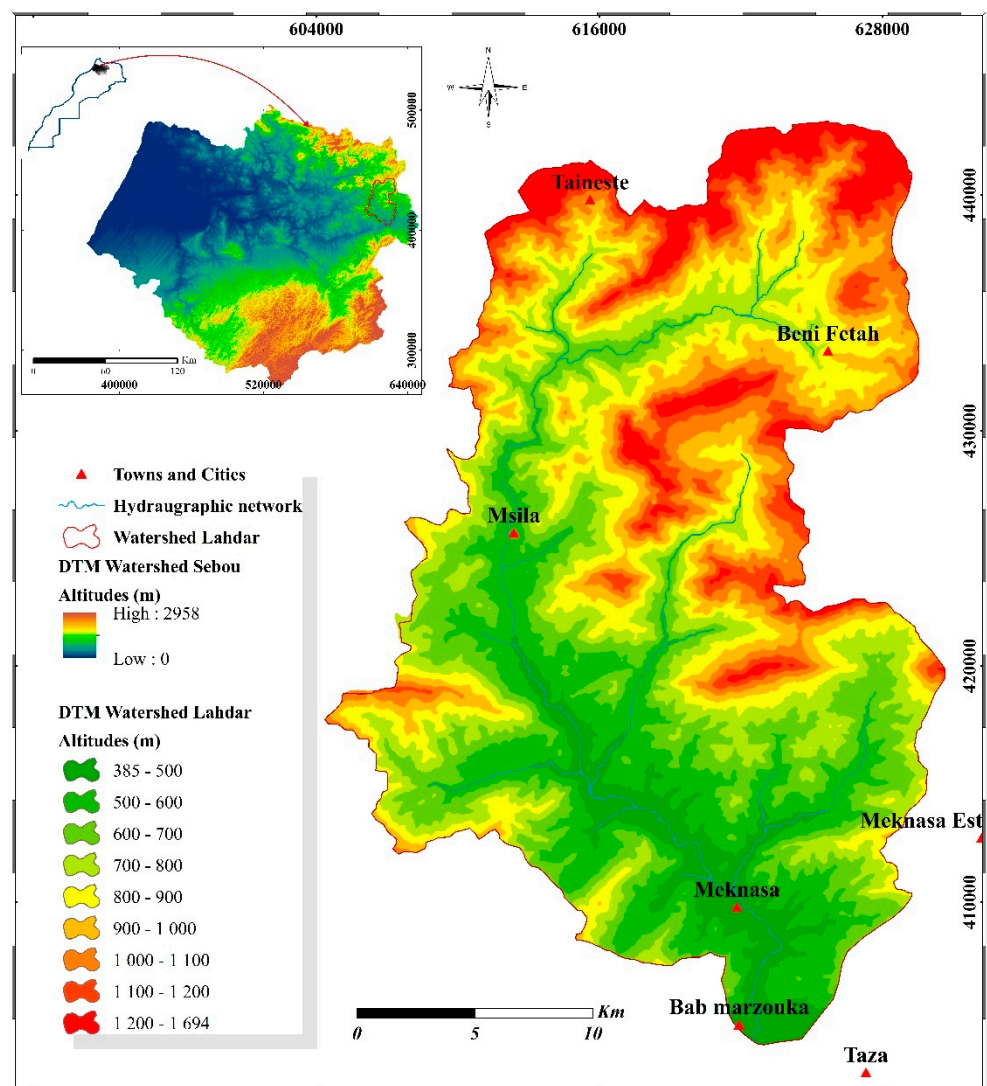 604000
616000
628000
N
W
E
S
500000
400000
300000
Km
0
60
120
400000
520000
640000
440000
430000
420000
410000
Taineste
Beni Fetah
Msila
Meknasa Est
Meknasa
Bab marzouka
Taza
Towns and Cities
Hydraugraphic network
Watershed Lahdar
DTM Watershed Sebou
Altitudes (m)
High : 2958
Low : 0
DTM Watershed Lahdar
Altitudes (m)
385 - 500
500 - 600
600 - 700
700 - 800
800 - 900
900 - 1 000
1 000 - 1 100
1 100 - 1 200
1 200 - 1 694
Km
0
5
10